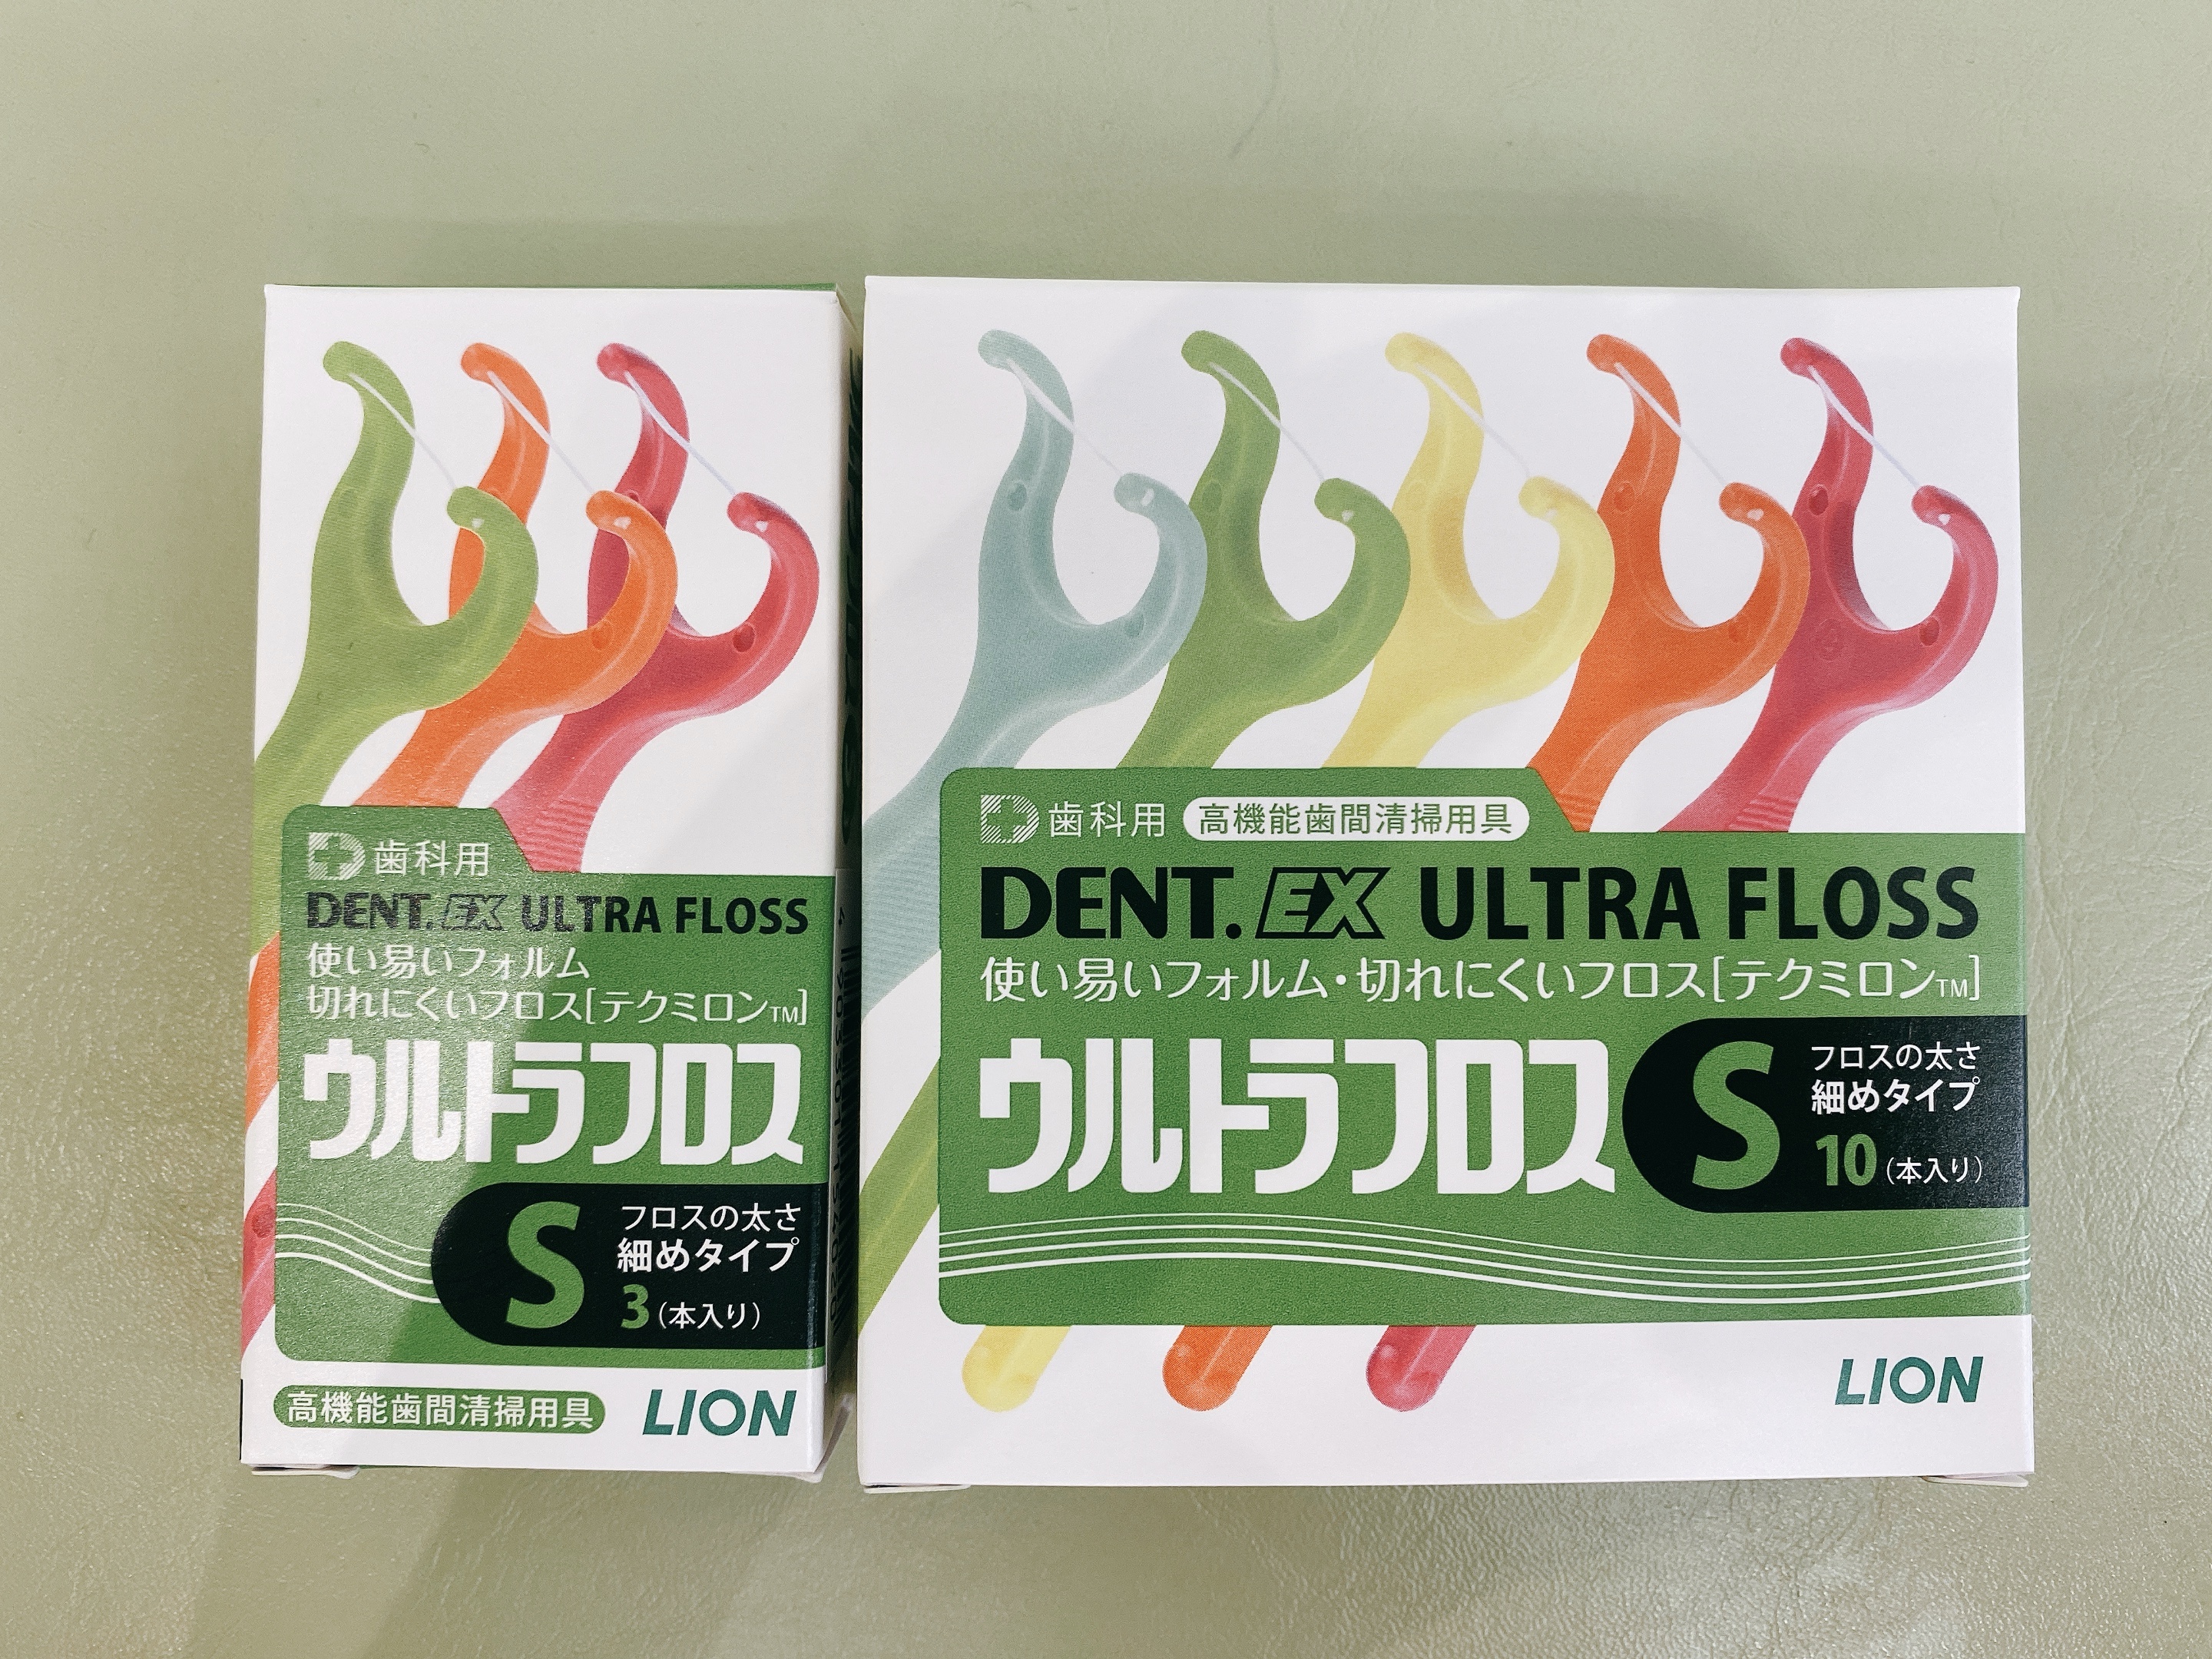 歯科用
DENT.EX ULTRA FLOSS
使い易いフォルム
切れにくいフロス[テクミロン™]
ウルトラフロス
S
フロスの太さ
細めタイプ
3(本入り)
高機能歯間清掃用具
LION
歯科用 高機能歯間清掃用具
DENT.EX ULTRA FLOSS
使い易いフォルム・切れにくいフロス[テクミロン™]
ウルトラフロス
S
フロスの太さ
細めタイプ
10(本入り)
LION